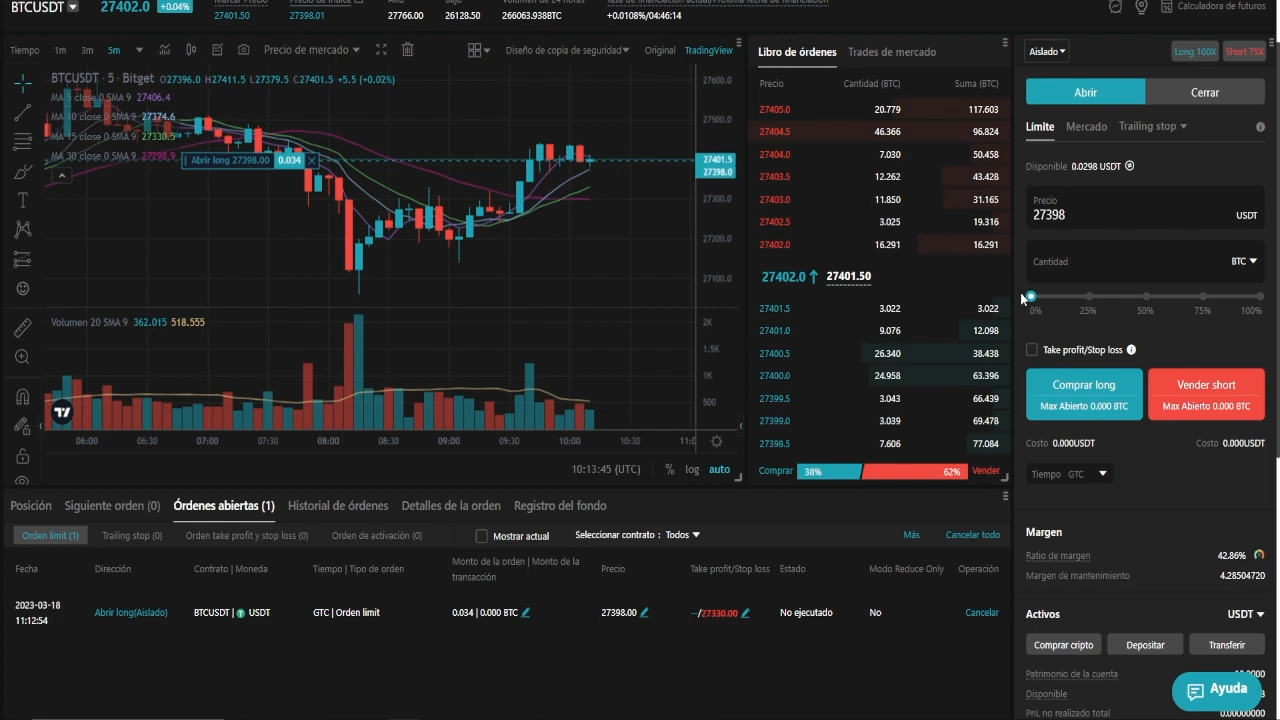 BTCUSDT 27402.0 +0.04%
27401.50 27398.01 27766.00 26138.50 266063.938BTC +0.0108%/04:46:14
Calculadora de futuros
Tiempo 1m 3m 5m Precio de mercado Diseño de copia de seguridad Original TradingView
BTCUSDT · 5 · Bitget O27396.0 H27411.5 L27379.5 C27401.5 +5.5 (+0.02%)
MA 5 close 0 SMA 9 27406.4
MA 10 close 0 SMA 9 27374.6
MA 15 close 0 SMA 9 27330.5
MA 30 close 0 SMA 9 27298.9
Abrir long 27398.00 0.034
27600.0
27500.0
27401.5
27398.0
27300.0
27200.0
27100.0
Volumen 20 SMA 9 362.015 518.555
2K
1.5K
1K
500
06:00 06:30 07:00 07:30 08:00 08:30 09:00 09:30 10:00 10:30 11:0
10:13:45 (UTC) % log auto
Libro de órdenes Trades de mercado
Precio Cantidad (BTC) Suma (BTC)
27405.0 20.779 117.603
27404.5 46.366 96.824
27404.0 7.030 50.458
27403.5 12.262 43.428
27403.0 11.850 31.165
27402.5 3.025 19.316
27402.0 16.291 16.291
27402.0 27401.50
27401.5 3.022 3.022
27401.0 9.076 12.098
27400.5 26.340 38.438
27400.0 24.958 63.396
27399.5 3.043 66.439
27399.0 3.039 69.478
27398.5 7.606 77.084
Comprar 38% 62% Vender
Aislado Long 100X Short 75X
Abrir Cerrar
Límite Mercado Trailing stop
Disponible 0.0298 USDT
Precio
27398 USDT
Cantidad BTC
0% 25% 50% 75% 100%
Take profit/Stop loss
Comprar long Vender short
Max Abierto 0.000 BTC Max Abierto 0.000 BTC
Costo 0.000USDT Costo 0.000USDT
Tiempo GTC
Margen
Ratio de margen 42.86%
Margen de mantenimiento 4.28504720
Activos USDT
Comprar cripto Depositar Transferir
Patrimonio de la cuenta
Disponible
PnL no realizado total 0.00000000
Ayuda
Posición Siguiente orden (0) Órdenes abiertas (1) Historial de órdenes Detalles de la orden Registro del fondo
Orden limit (1) Trailing stop (0) Orden take profit y stop loss (0) Orden de activación (0) Mostrar actual Seleccionar contrato : Todos Más Cancelar todo
Fecha Dirección Contrato | Moneda Tiempo | Tipo de orden Monto de la orden | Monto de la transacción Precio Take profit/Stop loss Estado Modo Reduce Only Operación
2023-03-18 Abrir long(Aislado) BTCUSDT | USDT GTC | Orden limit 0.034 | 0.000 BTC 27398.00 --/27330.00 No ejecutado No Cancelar